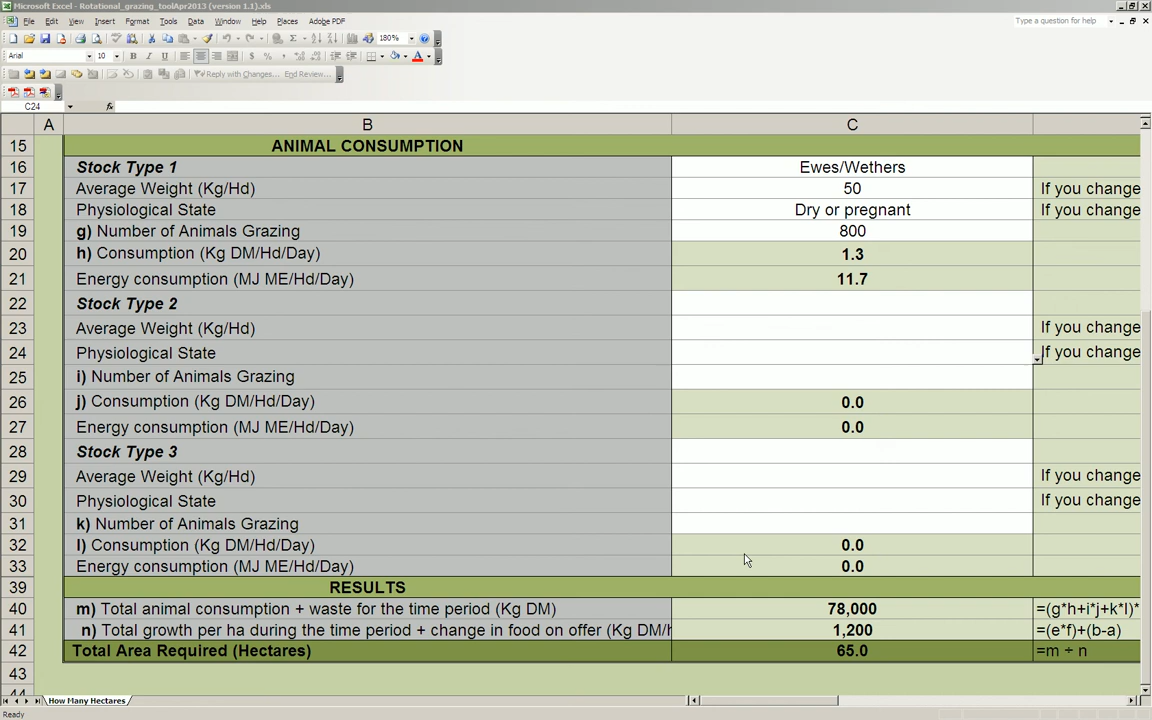 Microsoft Excel - Rotational_grazing_toolApr2013 (version 1.1).xls
File Edit View Insert Format Tools Data Window Help Places Adobe PDF
Type a question for help
180%
Arial 10 B I U
Reply with Changes... End Review...
C24 fx
A B C
15 ANIMAL CONSUMPTION
16 Stock Type 1 Ewes/Wethers
17 Average Weight (Kg/Hd) 50 If you change
18 Physiological State Dry or pregnant If you change
19 g) Number of Animals Grazing 800
20 h) Consumption (Kg DM/Hd/Day) 1.3
21 Energy consumption (MJ ME/Hd/Day) 11.7
22 Stock Type 2
23 Average Weight (Kg/Hd) If you change
24 Physiological State If you change
25 i) Number of Animals Grazing
26 j) Consumption (Kg DM/Hd/Day) 0.0
27 Energy consumption (MJ ME/Hd/Day) 0.0
28 Stock Type 3
29 Average Weight (Kg/Hd) If you change
30 Physiological State If you change
31 k) Number of Animals Grazing
32 l) Consumption (Kg DM/Hd/Day) 0.0
33 Energy consumption (MJ ME/Hd/Day) 0.0
39 RESULTS
40 m) Total animal consumption + waste for the time period (Kg DM) 78,000 =(g*h+i*j+k*l)*
41 n) Total growth per ha during the time period + change in food on offer (Kg DM/h 1,200 =(e*f)+(b-a)
42 Total Area Required (Hectares) 65.0 =m ÷ n
43
44
How Many Hectares
Ready